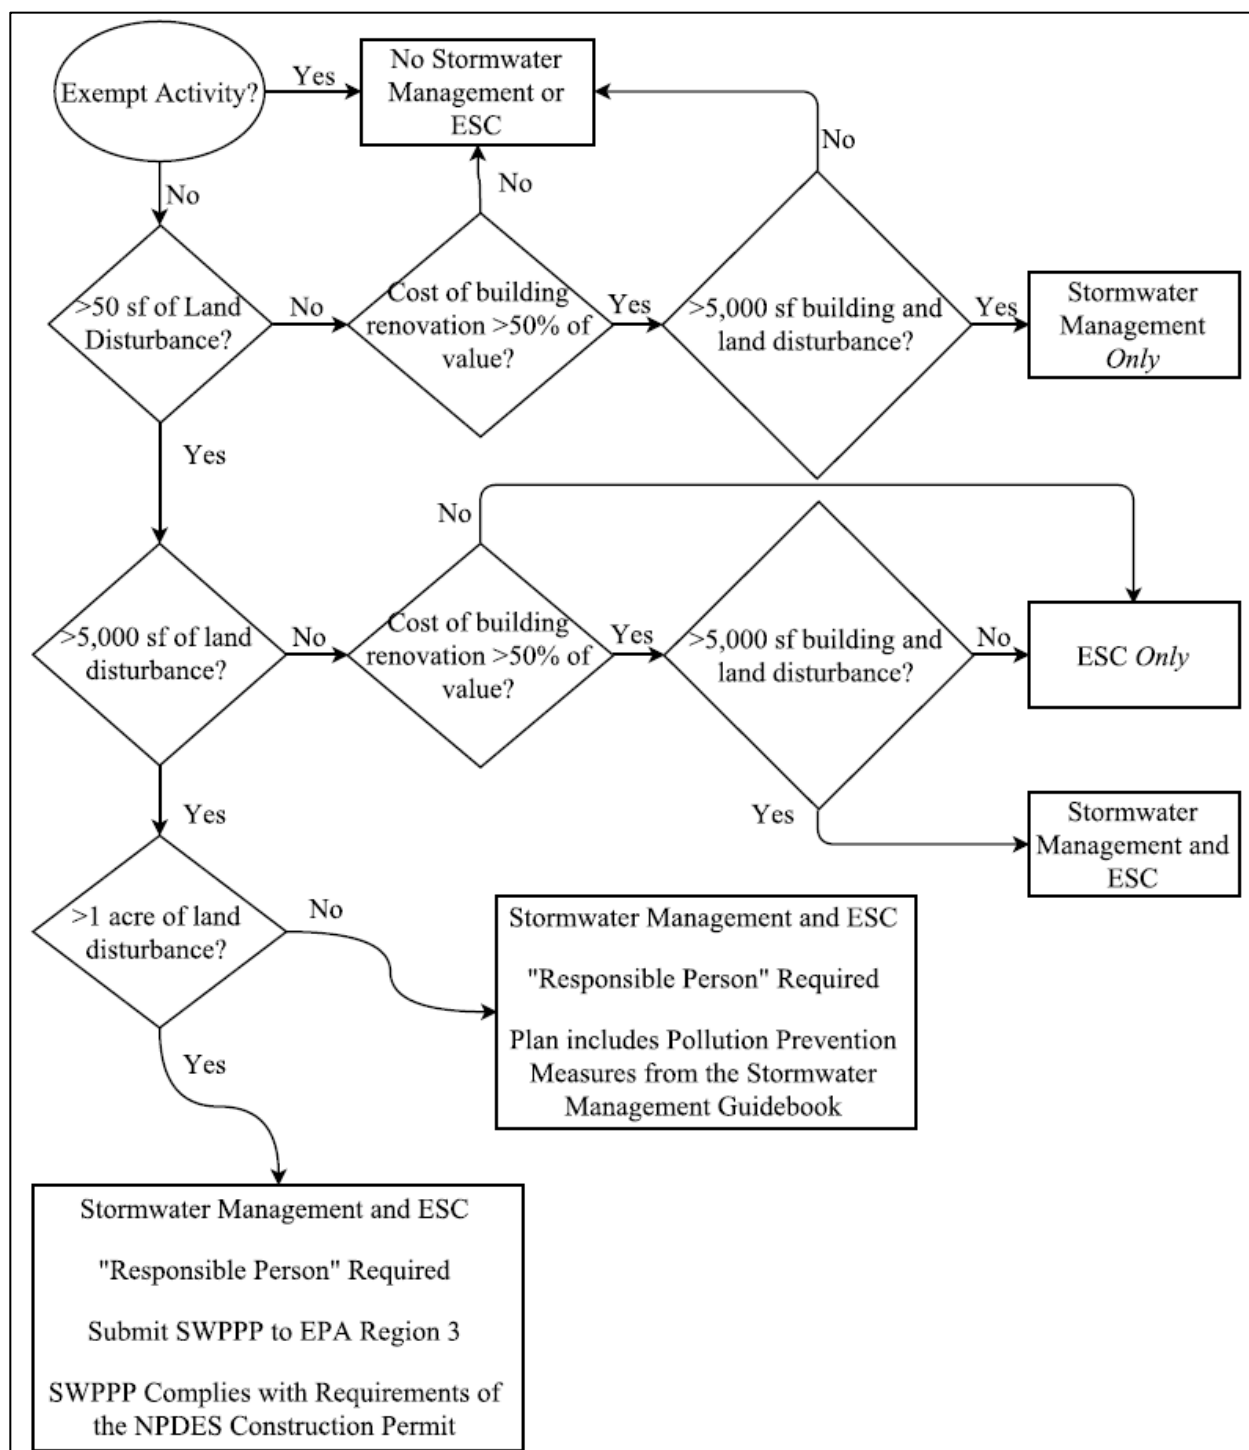 Exempt Activity?
Yes
No Stormwater
Management or
ESC
No
No
No
>50 sf of Land
Disturbance?
No
Cost of building
renovation >50% of
value?
Yes
>5,000 sf building and
land disturbance?
Yes
Stormwater
Management
Only
Yes
No
>5,000 sf of land
disturbance?
No
Cost of building
renovation >50% of
value?
Yes
>5,000 sf building and
land disturbance?
No
ESC Only
Yes
Yes
Stormwater
Management and
ESC
>1 acre of land
disturbance?
No
Stormwater Management and ESC
"Responsible Person" Required
Plan includes Pollution Prevention
Measures from the Stormwater
Management Guidebook
Yes
Stormwater Management and ESC
"Responsible Person" Required
Submit SWPPP to EPA Region 3
SWPPP Complies with Requirements of
the NPDES Construction Permit